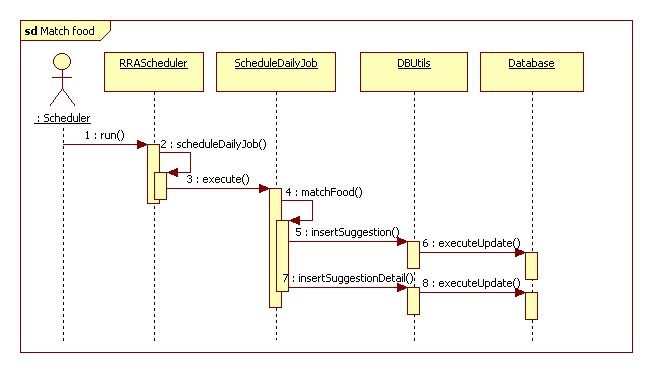 sd Match food
RRAScheduler
ScheduleDailyJob
DBUtils
Database
: Scheduler
1 : run()
2 : scheduleDailyJob()
3 : execute()
4 : matchFood()
5 : insertSuggestion()
6 : executeUpdate()
7 : insertSuggestionDetail()
8 : executeUpdate()